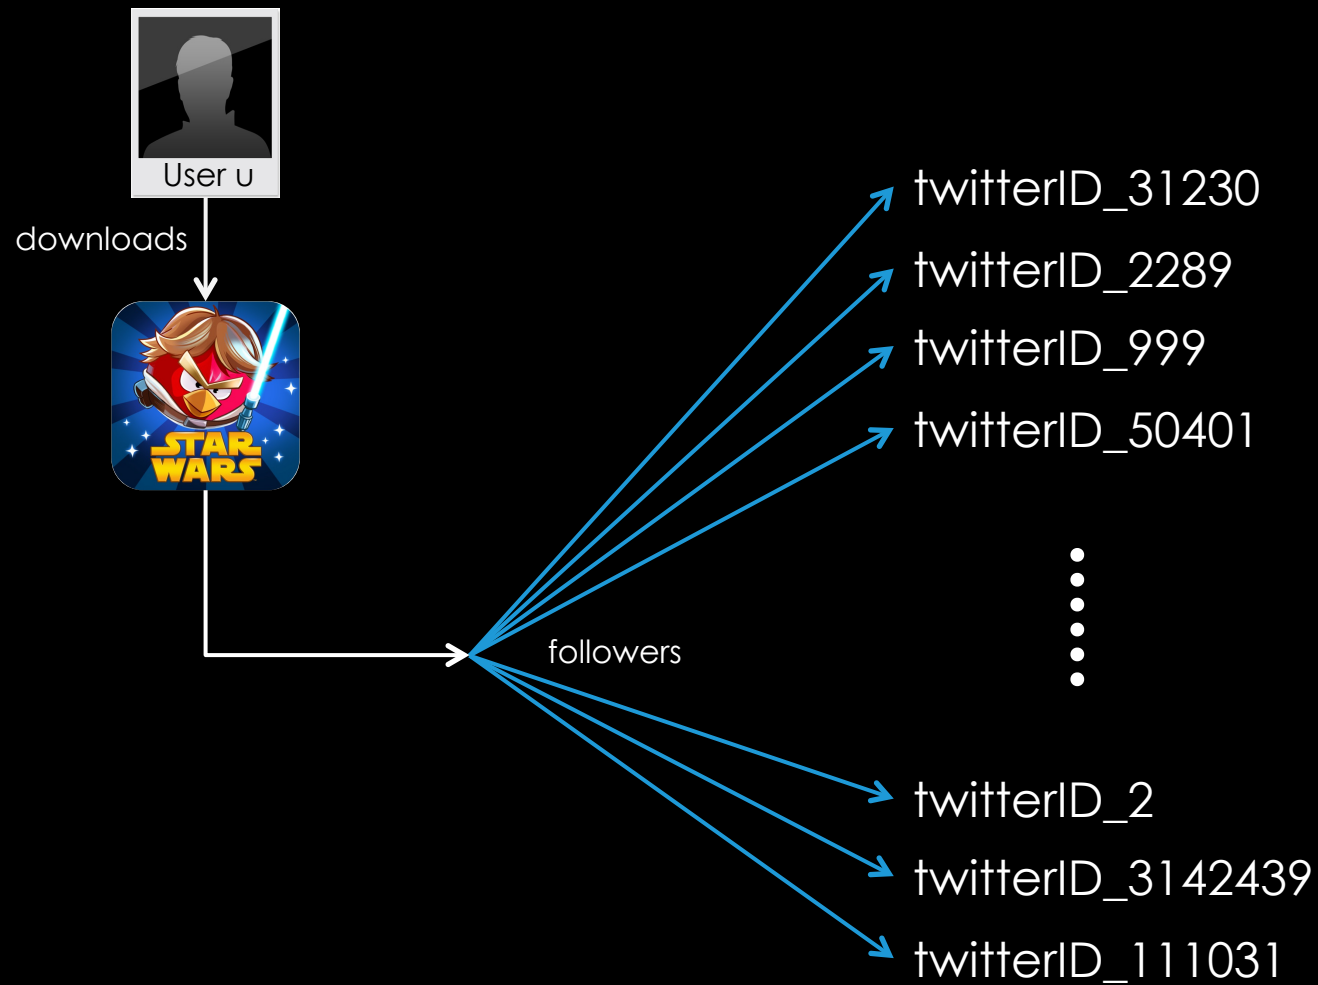 User u
downloads
STAR
WARS
followers
twitterID_31230
twitterID_2289
twitterID_999
twitterID_50401
twitterID_2
twitterID_3142439
twitterID_111031